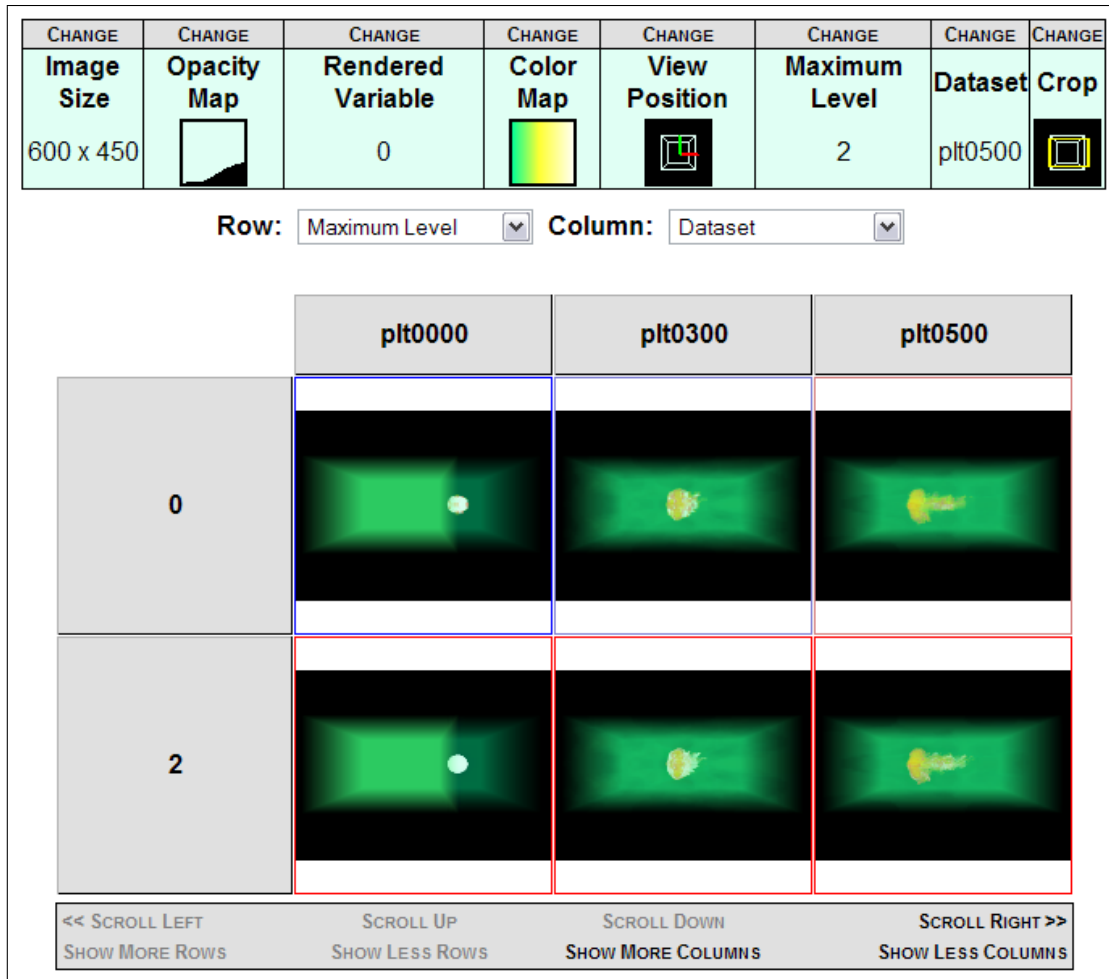 CHANGE CHANGE CHANGE CHANGE CHANGE CHANGE CHANGE CHANGE
Image Size Opacity Map Rendered Variable Color Map View Position Maximum Level Dataset Crop
600 x 450 0 2 plt0500
Row: Maximum Level Column: Dataset
plt0000 plt0300 plt0500
0
2
<< SCROLL LEFT SCROLL UP SCROLL DOWN SCROLL RIGHT >>
SHOW MORE ROWS SHOW LESS ROWS SHOW MORE COLUMNS SHOW LESS COLUMNS